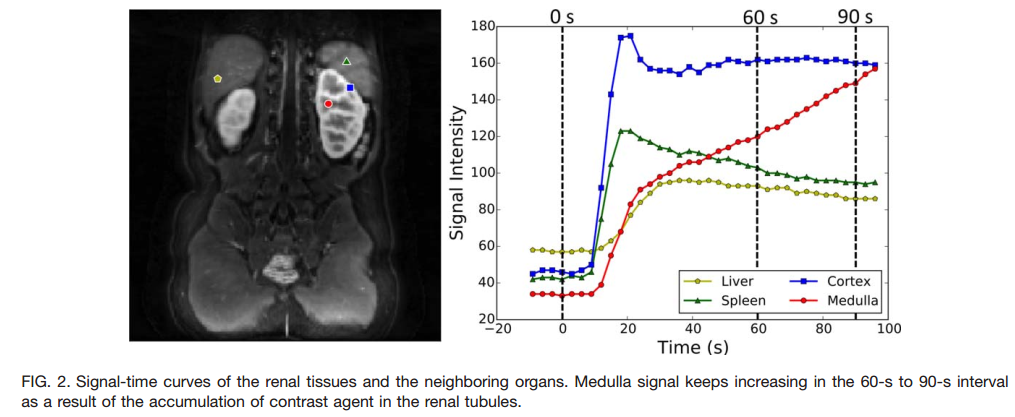 0 s 60 s 90 s
180
160
140
120
100
80
60
40
20
Signal Intensity
Liver Cortex
Spleen Medulla
−20 0 20 40 60 80 100
Time (s)
FIG. 2. Signal-time curves of the renal tissues and the neighboring organs. Medulla signal keeps increasing in the 60-s to 90-s interval
as a result of the accumulation of contrast agent in the renal tubules.